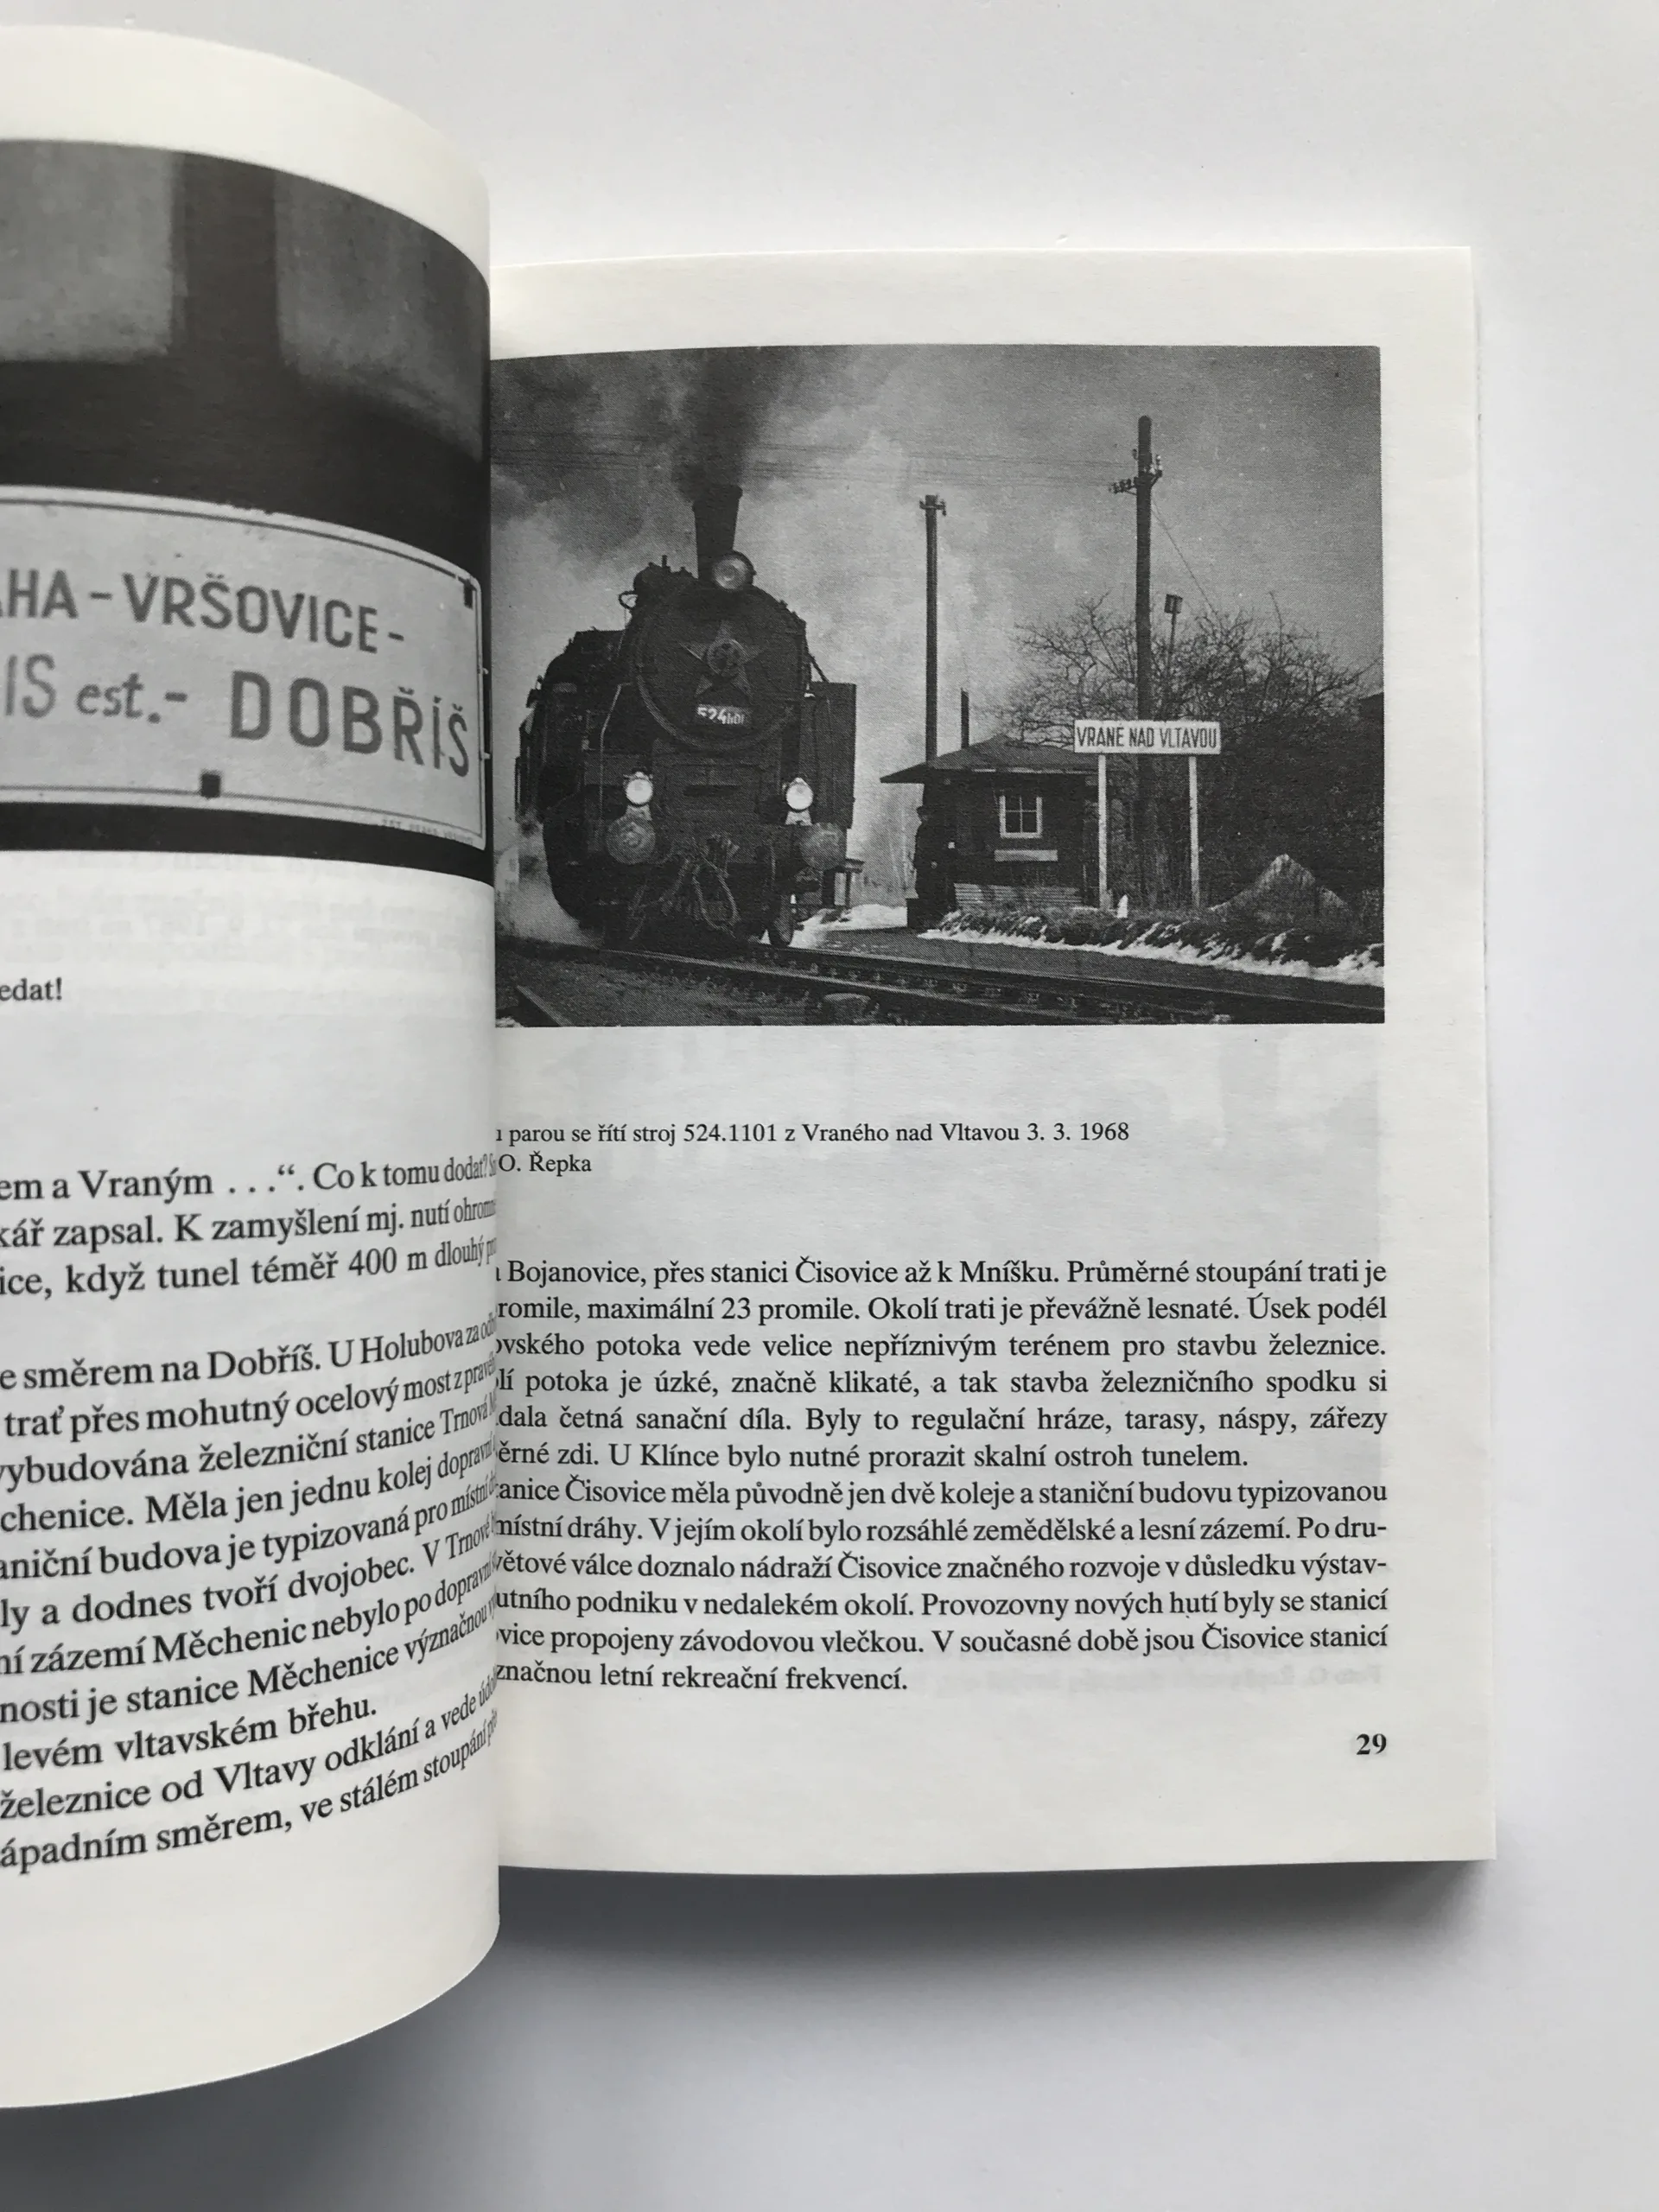 - VRŠOVICE -
est.- DOBŘÍŠ
em a Vraným . . .“. Co k tomu dodat?
zapsal. K zamyšlení mj. nutí
když tunel téměř 400 m dlouhý
směrem na Dobříš. U Holubova za
trať přes mohutný ocelový most z
vybudována železniční stanice Trnová
chenice. Měla jen jednu kolej dopravní
aniční budova je typizovaná pro místní
ly a dodnes tvoří dvojobec. V Trnové
zázemí Měchenic nebylo po dopravní
nosti je stanice Měchenice význačnou
levém vltavském břehu.
železnice od Vltavy odklání a vede
ápadním směrem, ve stálém stoupání
VRANÉ NAD VLTAVOU
parou se řítí stroj 524.1101 z Vraného nad Vltavou 3. 3. 1968
O. Řepka
Bojanovice, přes stanici Čisovice až k Mníšku. Průměrné stoupání trati je
romile, maximální 23 promile. Okolí trati je převážně lesnaté. Úsek podél
ovského potoka vede velice nepříznivým terénem pro stavbu železnice.
lí potoka je úzké, značně klikaté, a tak stavba železničního spodku si
dala četná sanační díla. Byly to regulační hráze, tarasy, náspy, zářezy
ěrné zdi. U Klínce bylo nutné prorazit skalní ostroh tunelem.
anice Čisovice měla původně jen dvě koleje a staniční budovu typizovanou
místní dráhy. V jejím okolí bylo rozsáhlé zemědělské a lesní zázemí. Po dru-
větové válce doznalo nádraží Čisovice značného rozvoje v důsledku výstav-
utního podniku v nedalekém okolí. Provozovny nových hutí byly se stanicí
vice propojeny závodovou vlečkou. V současné době jsou Čisovice stanicí
značnou letní rekreační frekvencí.
29